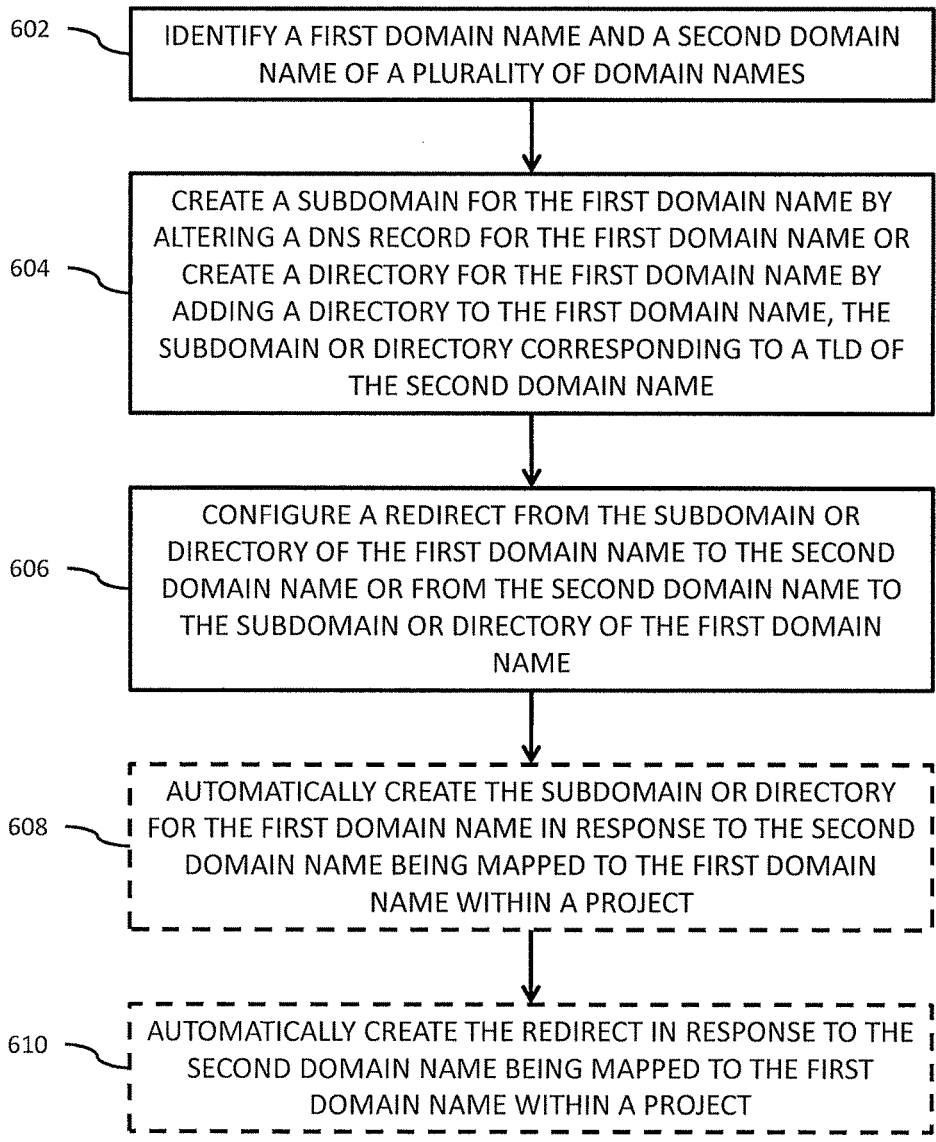 602
IDENTIFY A FIRST DOMAIN NAME AND A SECOND DOMAIN
NAME OF A PLURALITY OF DOMAIN NAMES
604
CREATE A SUBDOMAIN FOR THE FIRST DOMAIN NAME BY
ALTERING A DNS RECORD FOR THE FIRST DOMAIN NAME OR
CREATE A DIRECTORY FOR THE FIRST DOMAIN NAME BY
ADDING A DIRECTORY TO THE FIRST DOMAIN NAME, THE
SUBDOMAIN OR DIRECTORY CORRESPONDING TO A TLD OF
THE SECOND DOMAIN NAME
606
CONFIGURE A REDIRECT FROM THE SUBDOMAIN OR
DIRECTORY OF THE FIRST DOMAIN NAME TO THE SECOND
DOMAIN NAME OR FROM THE SECOND DOMAIN NAME TO
THE SUBDOMAIN OR DIRECTORY OF THE FIRST DOMAIN
NAME
608
AUTOMATICALLY CREATE THE SUBDOMAIN OR DIRECTORY
FOR THE FIRST DOMAIN NAME IN RESPONSE TO THE SECOND
DOMAIN NAME BEING MAPPED TO THE FIRST DOMAIN
NAME WITHIN A PROJECT
610
AUTOMATICALLY CREATE THE REDIRECT IN RESPONSE TO THE
SECOND DOMAIN NAME BEING MAPPED TO THE FIRST
DOMAIN NAME WITHIN A PROJECT